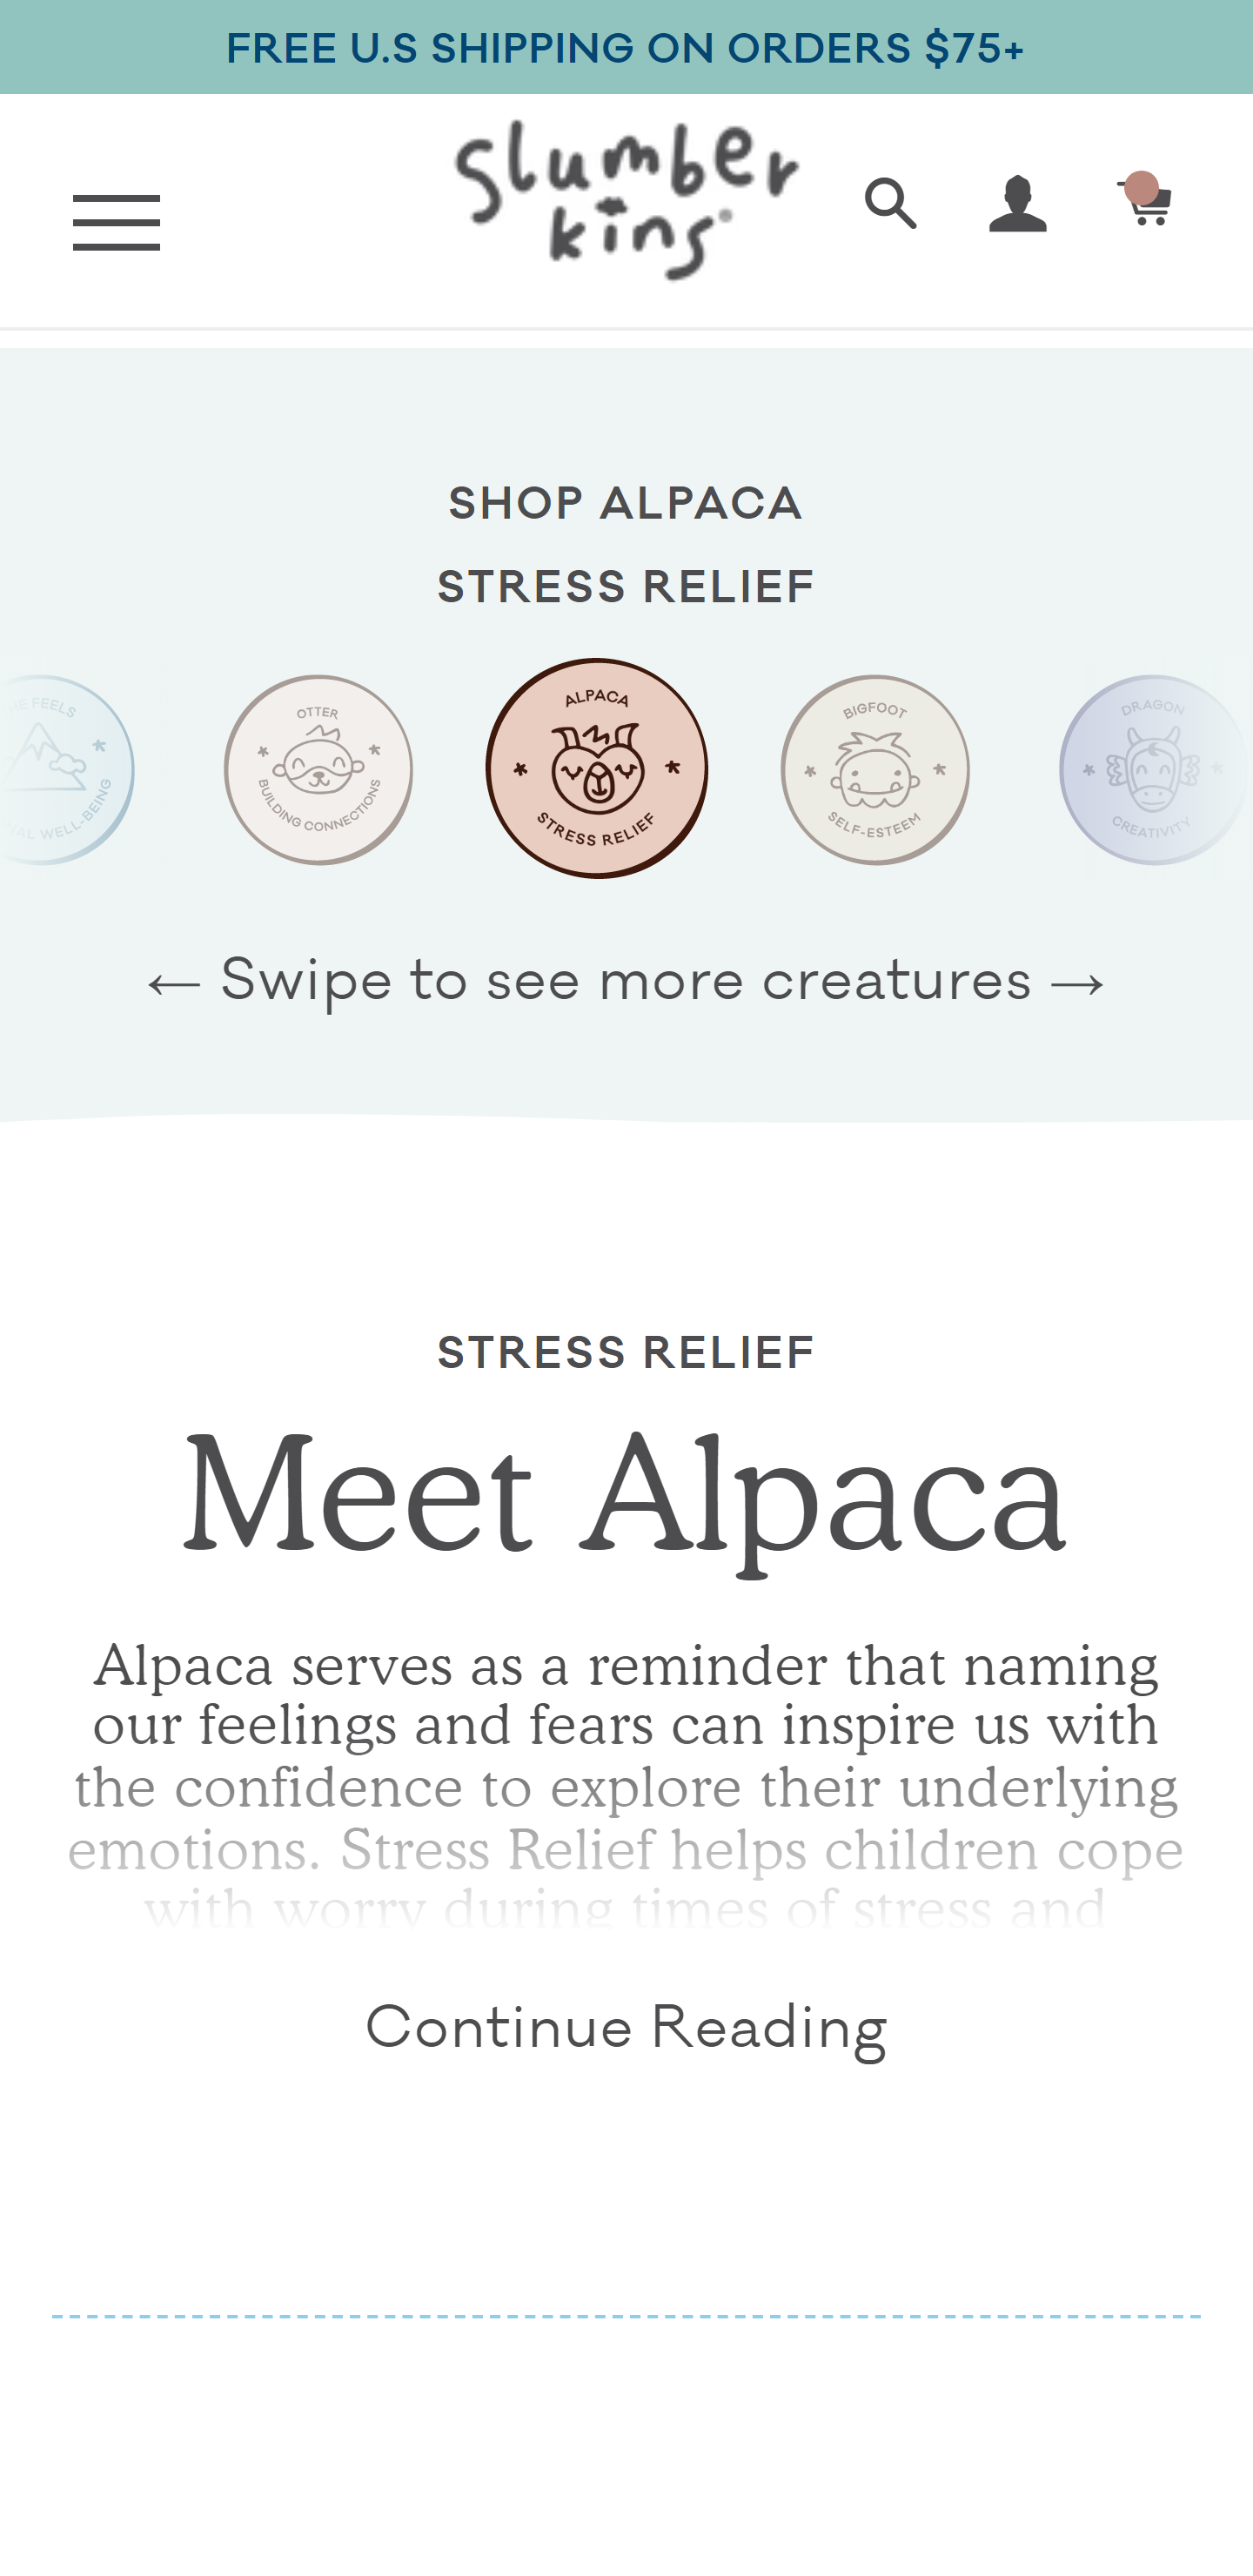 FREE U.S SHIPPING ON ORDERS $75+
slumber
kins
SHOP ALPACA
STRESS RELIEF
FEELS
WELL-BEING
OTTER
BUILDING CONNECTIONS
ALPACA
STRESS RELIEF
BIGFOOT
SELF-ESTEEM
DRAGON
CREATIVITY
← Swipe to see more creatures →
STRESS RELIEF
Meet Alpaca
Alpaca serves as a reminder that naming
our feelings and fears can inspire us with
the confidence to explore their underlying
emotions. Stress Relief helps children cope
with worry during times of stress and
Continue Reading